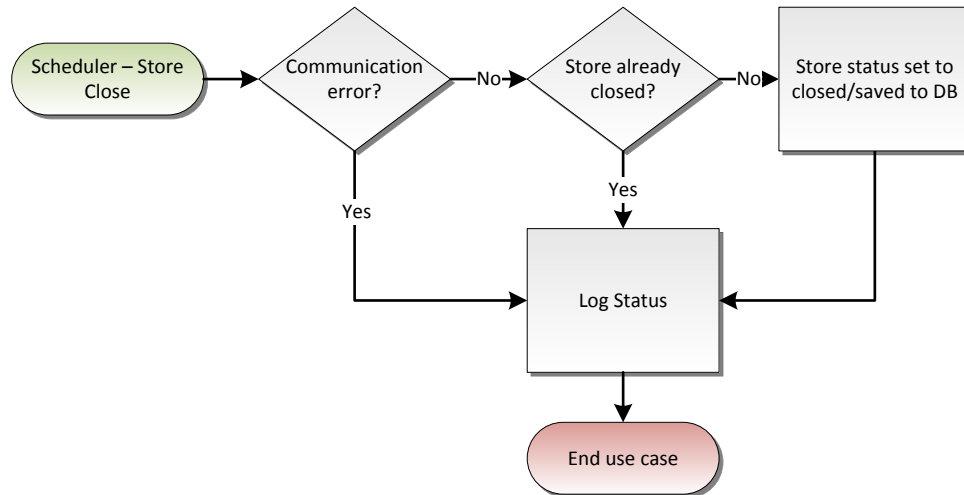 Scheduler – Store
Close
Communication
error?
No
Store already
closed?
No
Store status set to
closed/saved to DB
Yes
Yes
Log Status
End use case